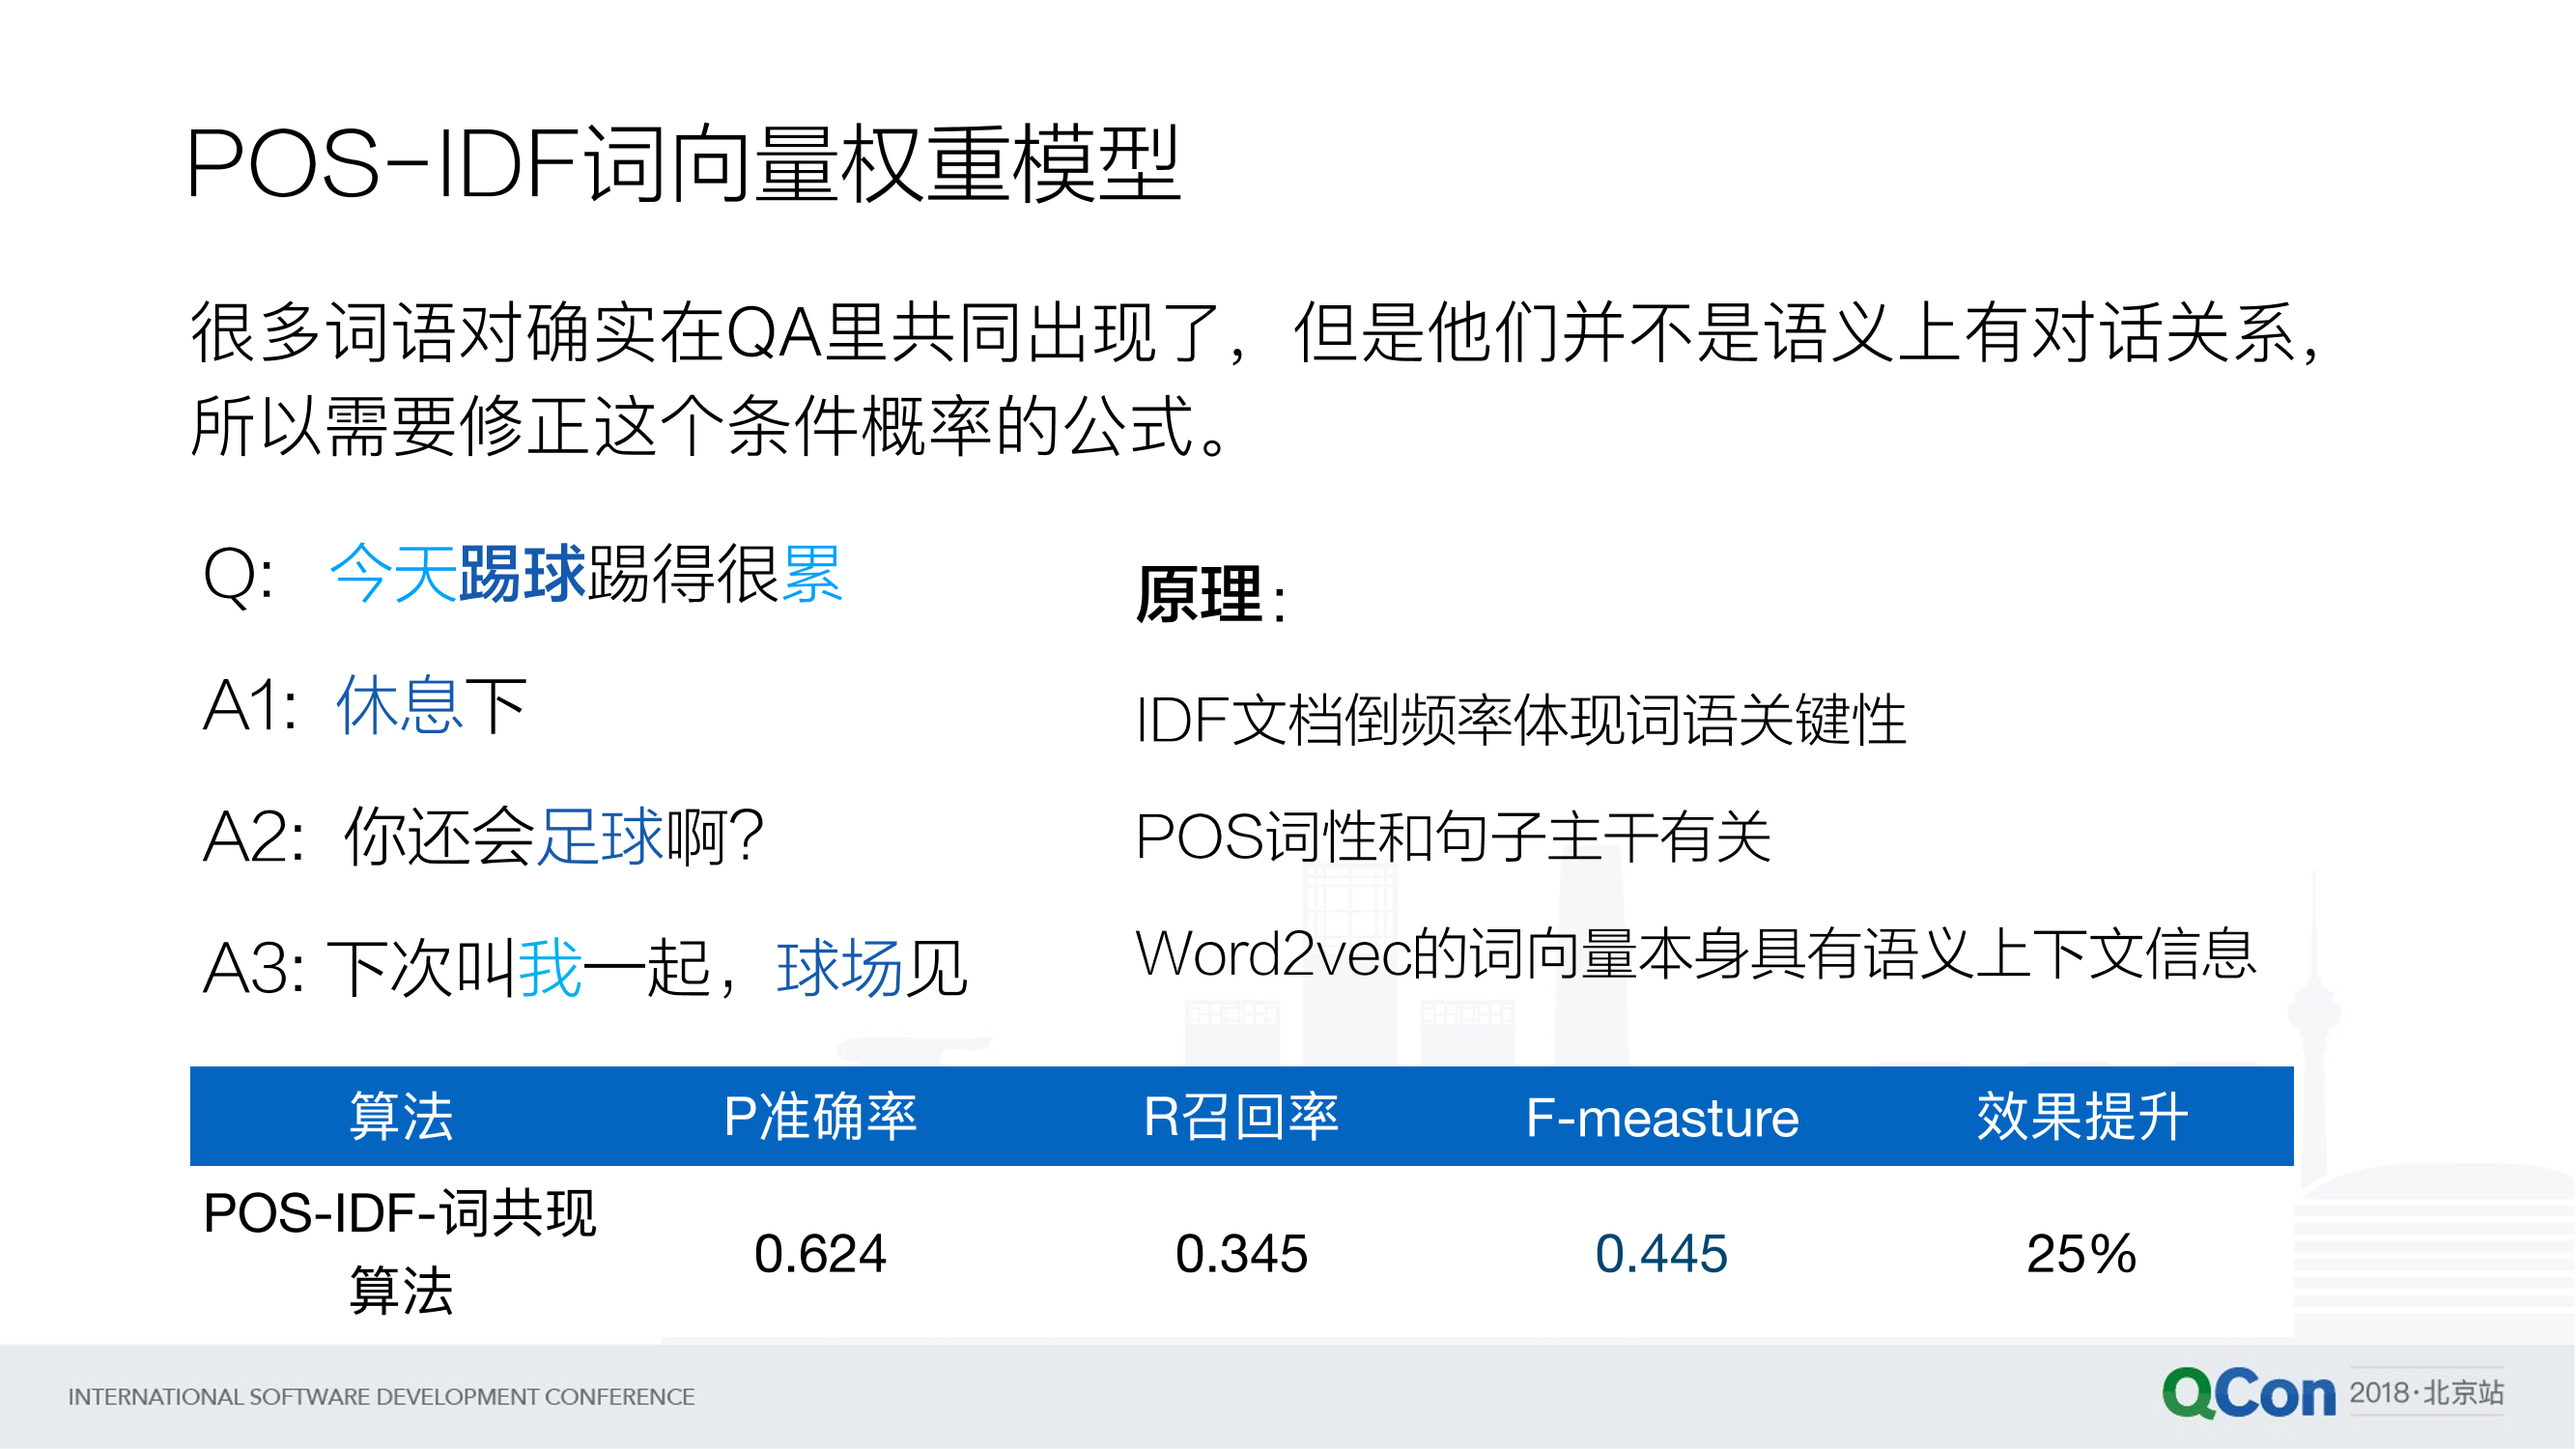 POS-IDF词向量权重模型
很多词语对确实在QA里共同出现了，但是他们并不是语义上有对话关系,
所以需要修正这个条件概率的公式。
Q: 今天踢球踢得很累
A1: 休息下
A2: 你还会足球啊?
A3: 下次叫我一起，球场见
原理:
IDF文档倒频率体现词语关键性
POS词性和句子主干有关
Word2vec的词向量本身具有语义上下文信息
算法 P准确率 R召回率 F-measture 效果提升
POS-IDF-词共现
算法 0.624 0.345 0.445 25%
INTERNATIONAL SOFTWARE DEVELOPMENT CONFERENCE
QCon 2018·北京站